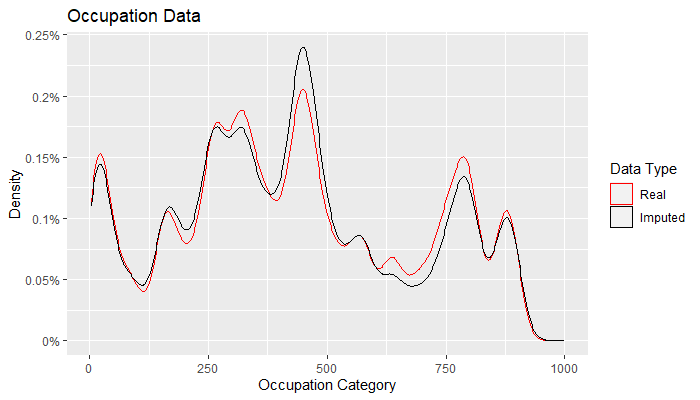 Occupation Data
0.25%
0.2%
0.15%
0.1%
0.05%
0%
Density
0
250
500
750
1000
Occupation Category
Data Type
Real
Imputed